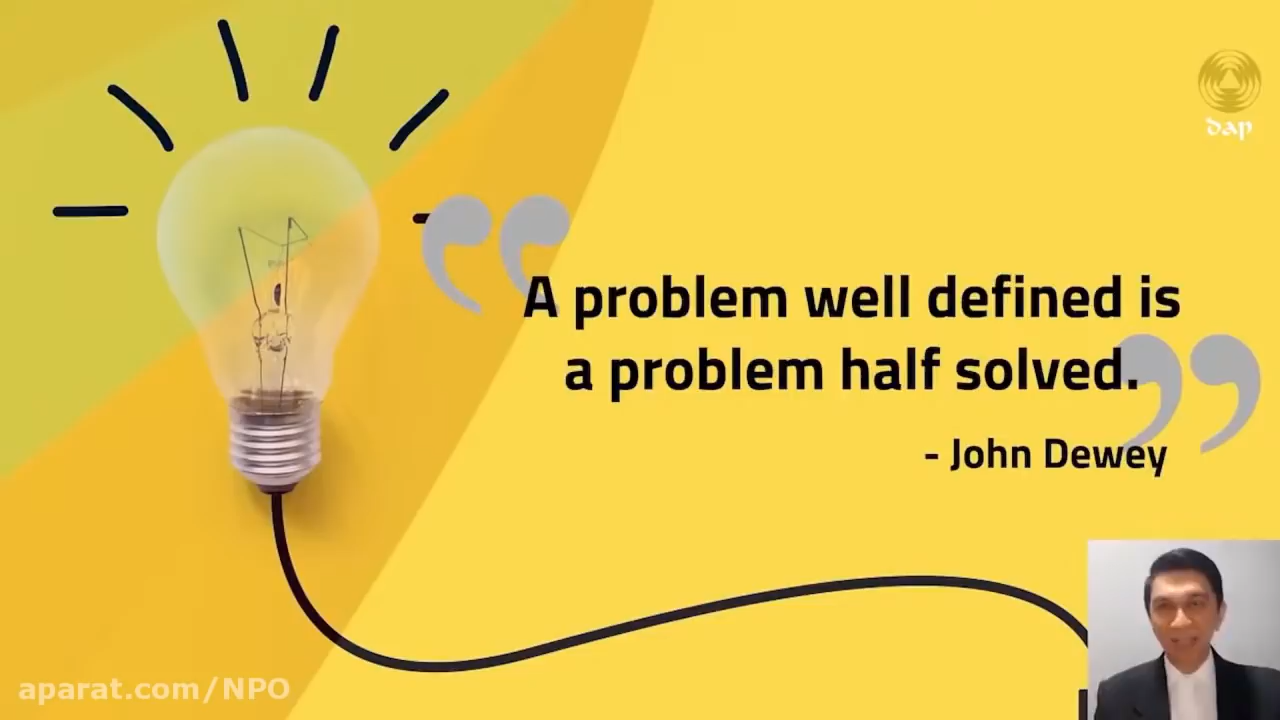 dap
A problem well defined is
a problem half solved.
- John Dewey
aparat.com/NPO